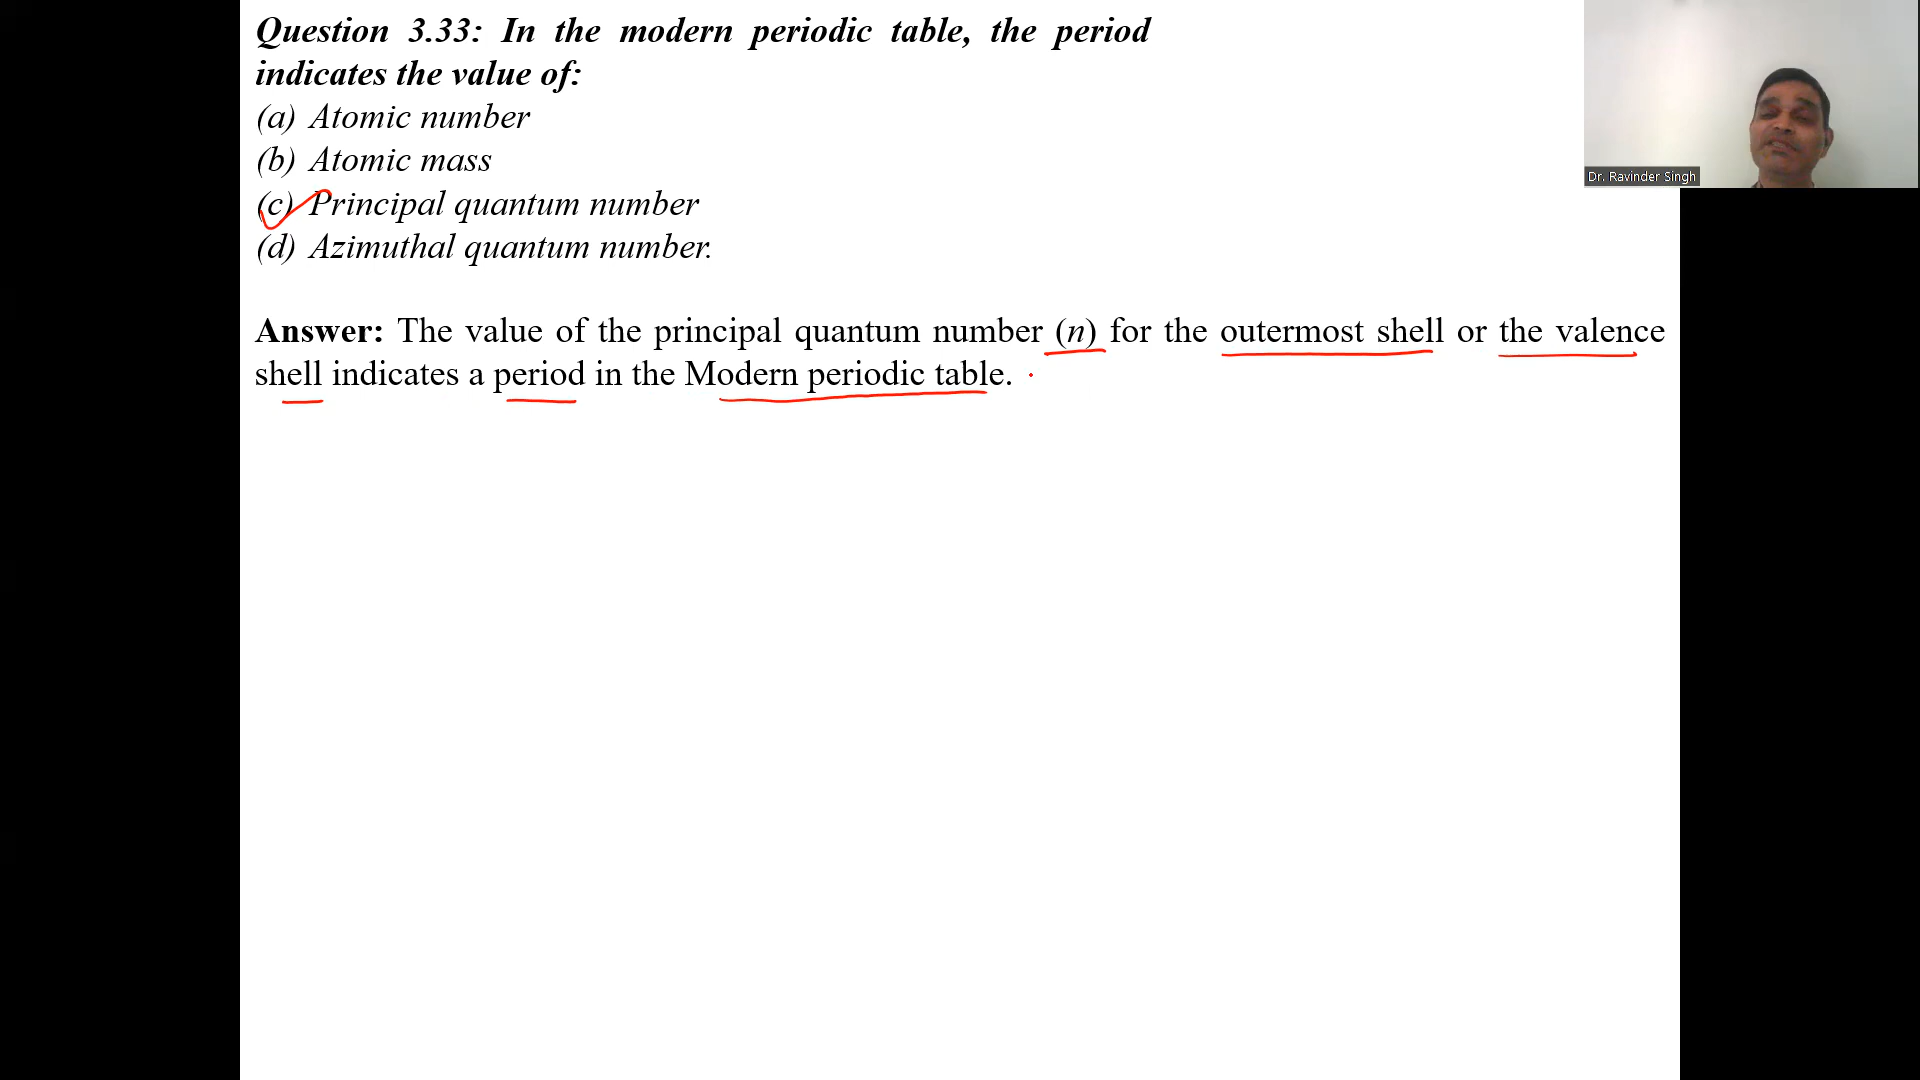 Question 3.33: In the modern periodic table, the period
indicates the value of:
(a) Atomic number
(b) Atomic mass
(c) Principal quantum number
(d) Azimuthal quantum number.
Dr. Ravinder Singh
Answer: The value of the principal quantum number (n) for the outermost shell or the valence
shell indicates a period in the Modern periodic table.